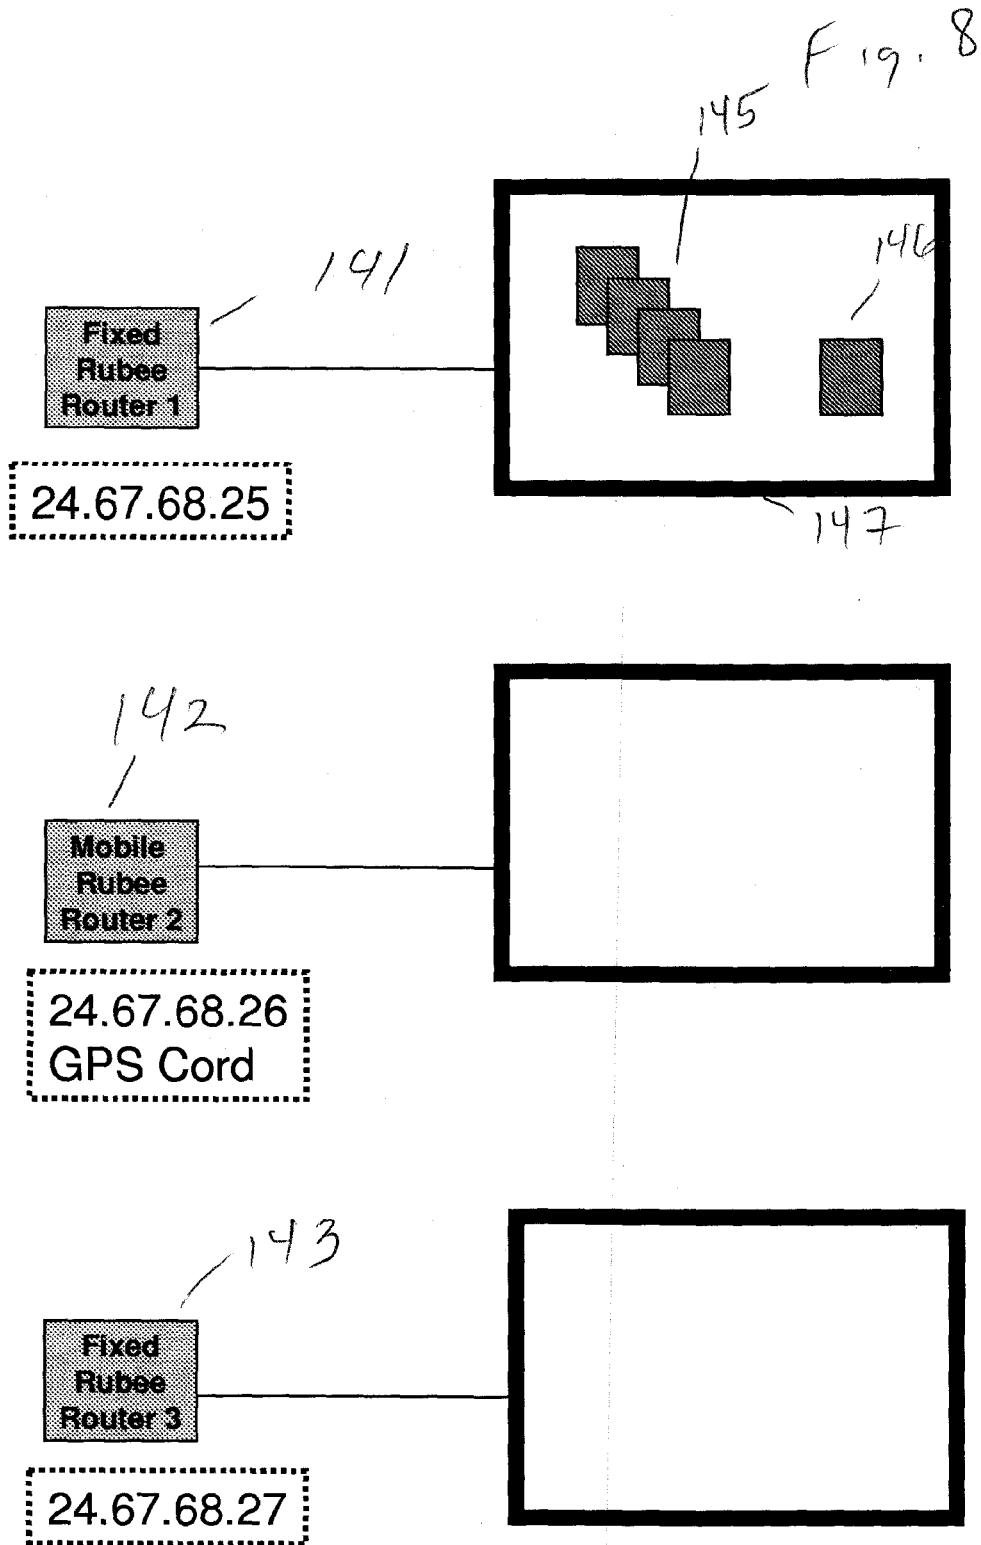 Fig. 8
145
141
146
Fixed
Rubee
Router 1
24.67.68.25
147
142
Mobile
Rubee
Router 2
24.67.68.26
GPS Cord
143
Fixed
Rubee
Router 3
24.67.68.27